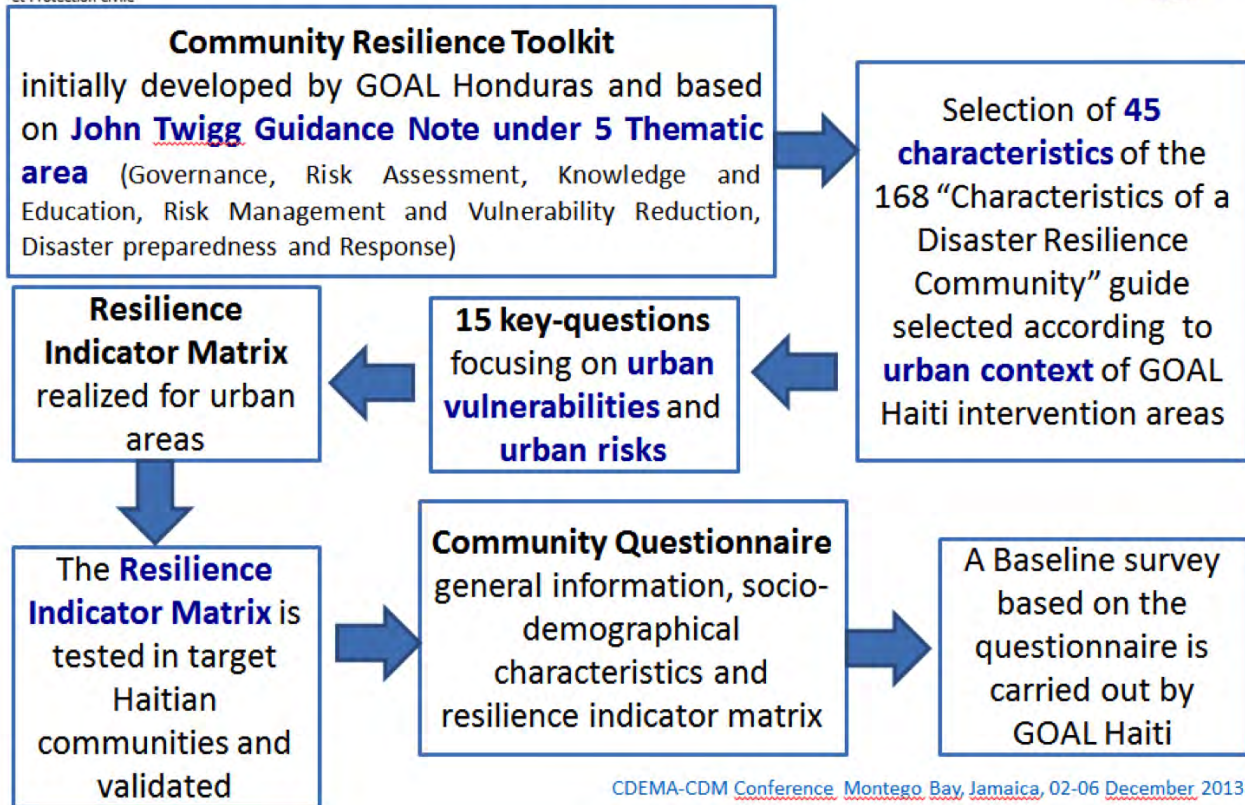 et Protection Civile
Community Resilience Toolkit
initially developed by GOAL Honduras and based
on John Twigg Guidance Note under 5 Thematic
area (Governance, Risk Assessment, Knowledge and
Education, Risk Management and Vulnerability Reduction,
Disaster preparedness and Response)
Selection of 45
characteristics of the
168 “Characteristics of a
Disaster Resilience
Community” guide
selected according to
urban context of GOAL
Haiti intervention areas
15 key-questions
focusing on urban
vulnerabilities and
urban risks
Resilience
Indicator Matrix
realized for urban
areas
The Resilience
Indicator Matrix is
tested in target
Haitian
communities and
validated
Community Questionnaire
general information, socio-
demographical
characteristics and
resilience indicator matrix
A Baseline survey
based on the
questionnaire is
carried out by
GOAL Haiti
CDEMA-CDM Conference Montego Bay, Jamaica, 02-06 December 2013